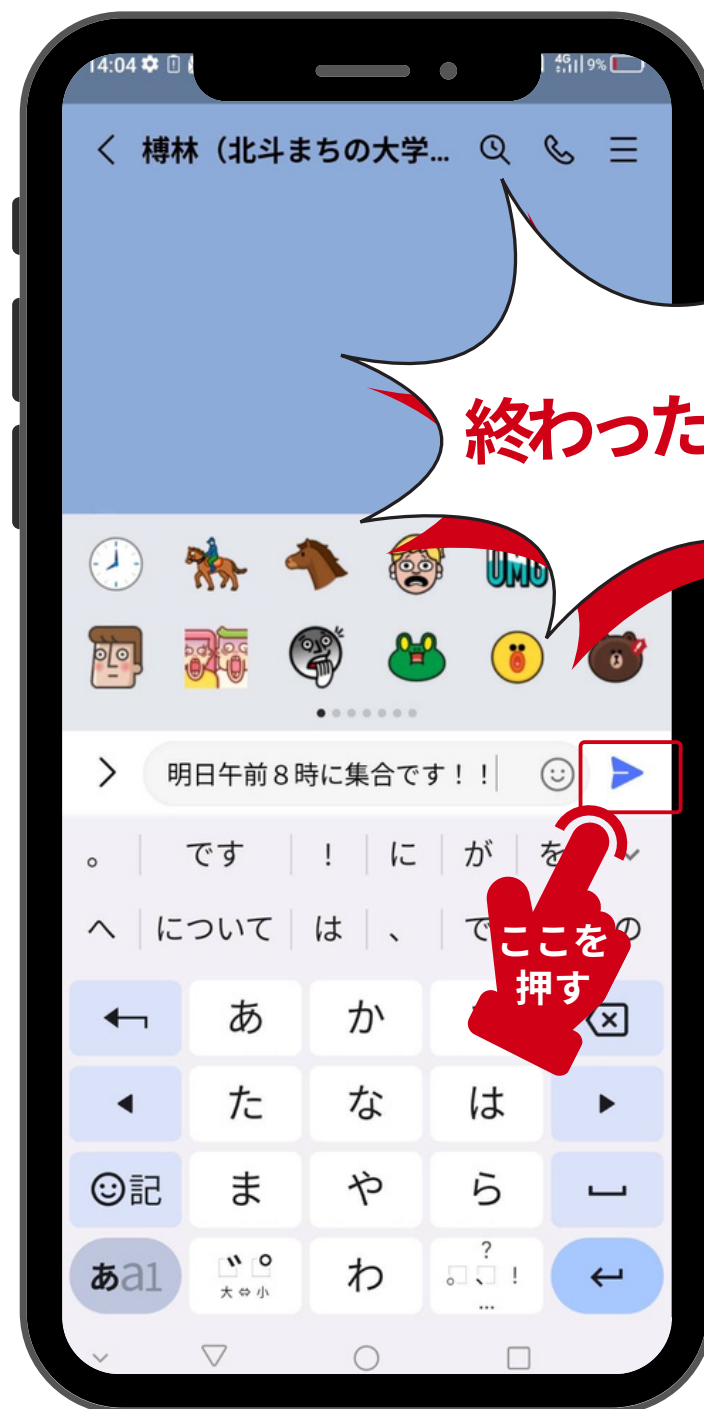 14:04
4G 9%
榑林（北斗まちの大学...
終わった
OMG
明日午前８時に集合です！！
。 です ！ に が を
へ について は 、 で の
ここを
押す
あ か
た な は
☺記 ま や ら
あa1 大⇔小 わ 。、?!...